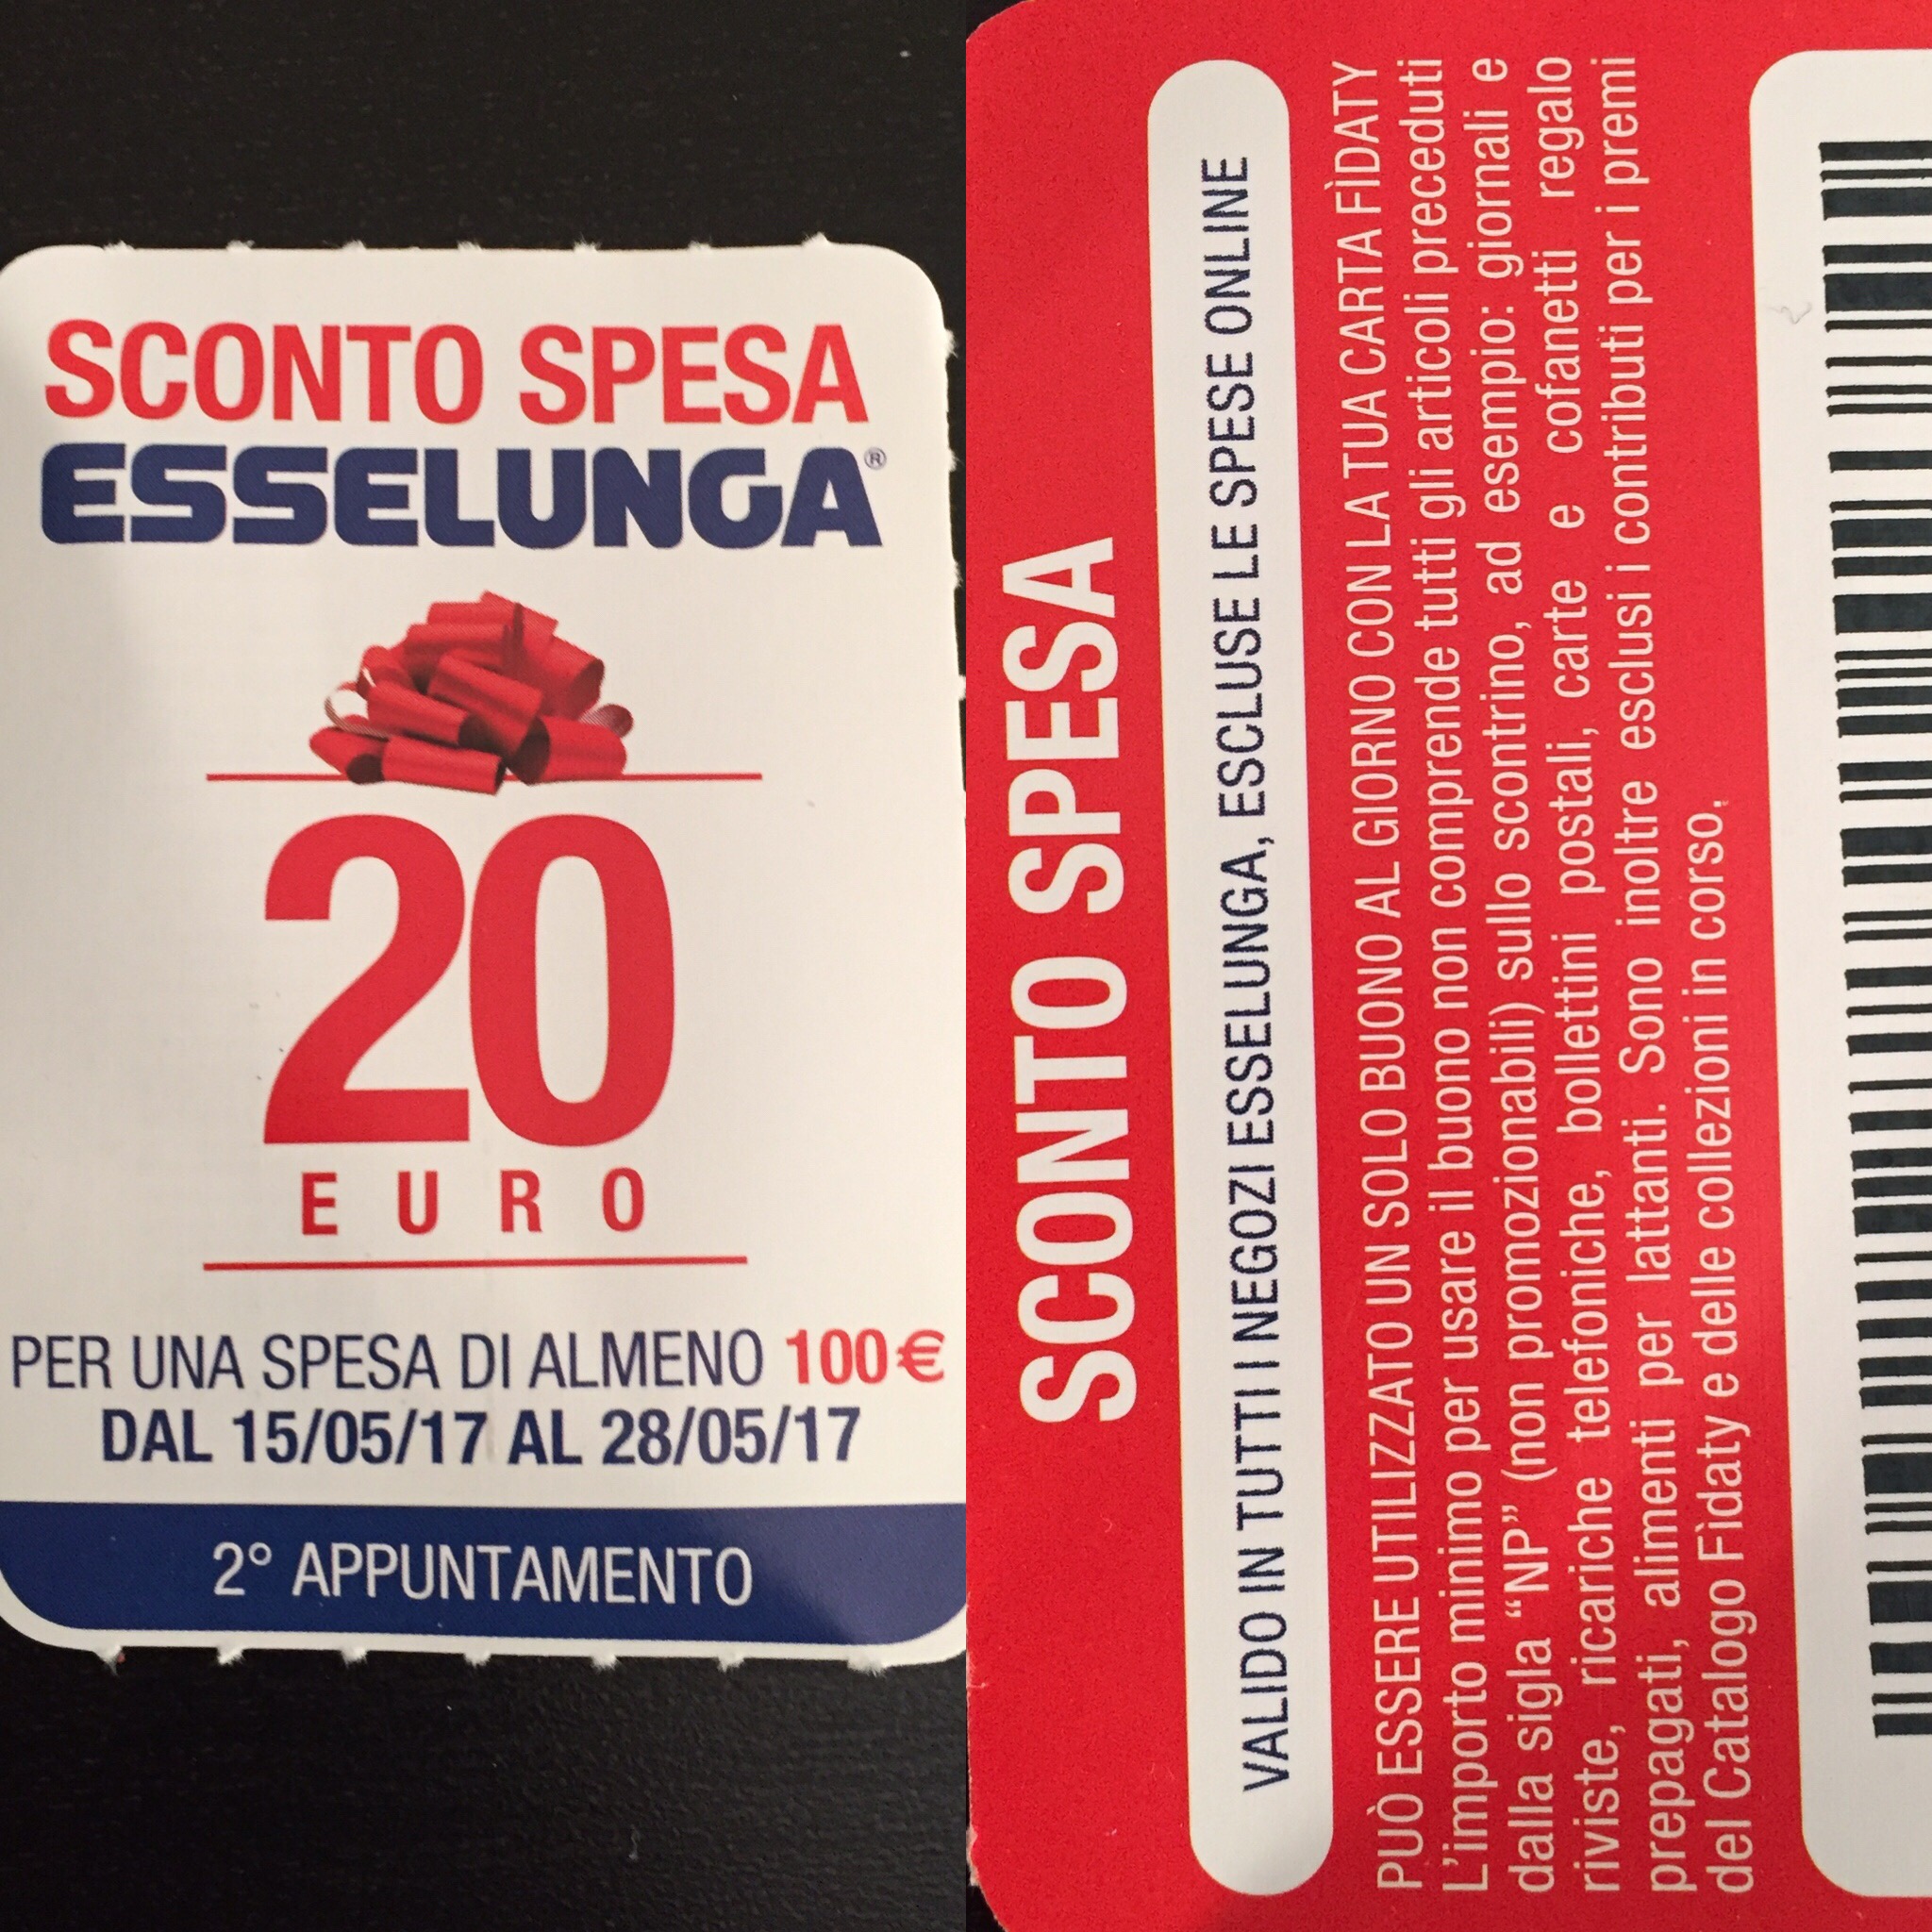 SCONTO SPESA
ESSELUNGA®
20
EURO
PER UNA SPESA DI ALMENO 100€
DAL 15/05/17 AL 28/05/17
2° APPUNTAMENTO
SCONTO SPESA
VALIDO IN TUTTI I NEGOZI ESSELUNGA, ESCLUSE LE SPESE ONLINE
PUÒ ESSERE UTILIZZATO UN SOLO BUONO AL GIORNO CON LA TUA CARTA FÌDATY
L'importo minimo per usare il buono non comprende tutti gli articoli preceduti
dalla sigla “NP” (non promozionabili) sullo scontrino, ad esempio: giornali e
riviste, ricariche telefoniche, bollettini postali, carte e cofanetti regalo
prepagati, alimenti per lattanti. Sono inoltre esclusi i contributi per i premi
del Catalogo Fìdaty e delle collezioni in corso.